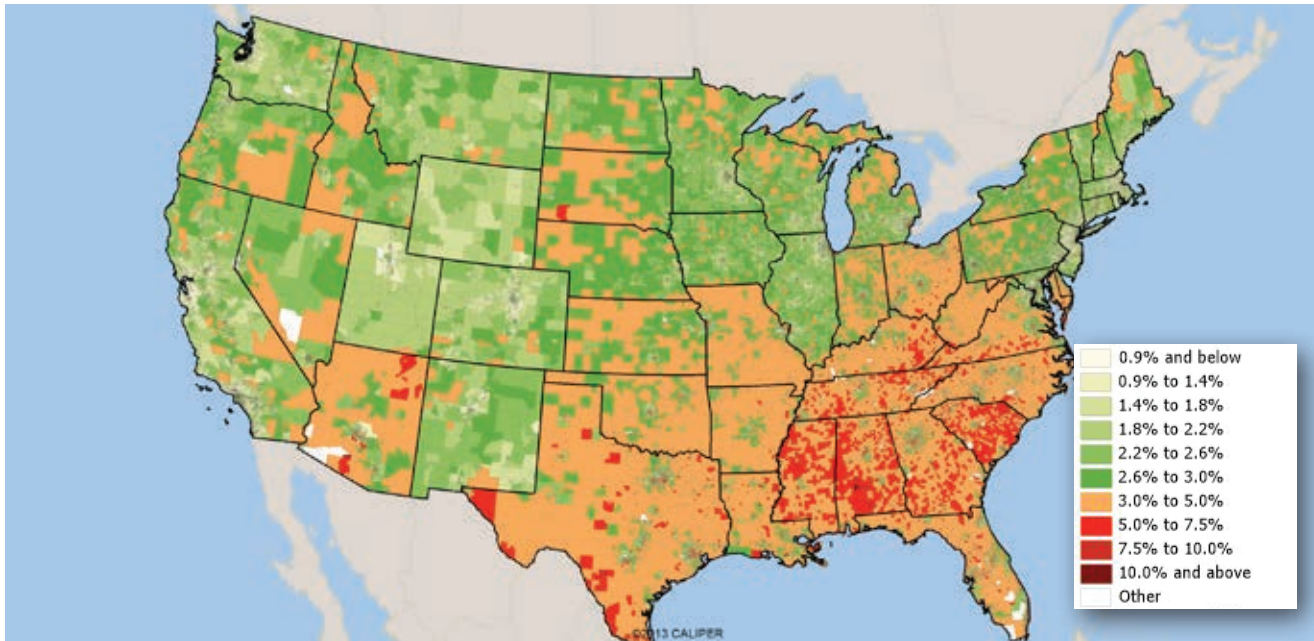 0.9% and below
0.9% to 1.4%
1.4% to 1.8%
1.8% to 2.2%
2.2% to 2.6%
2.6% to 3.0%
3.0% to 5.0%
5.0% to 7.5%
7.5% to 10.0%
10.0% and above
Other
©2013 CALIPER